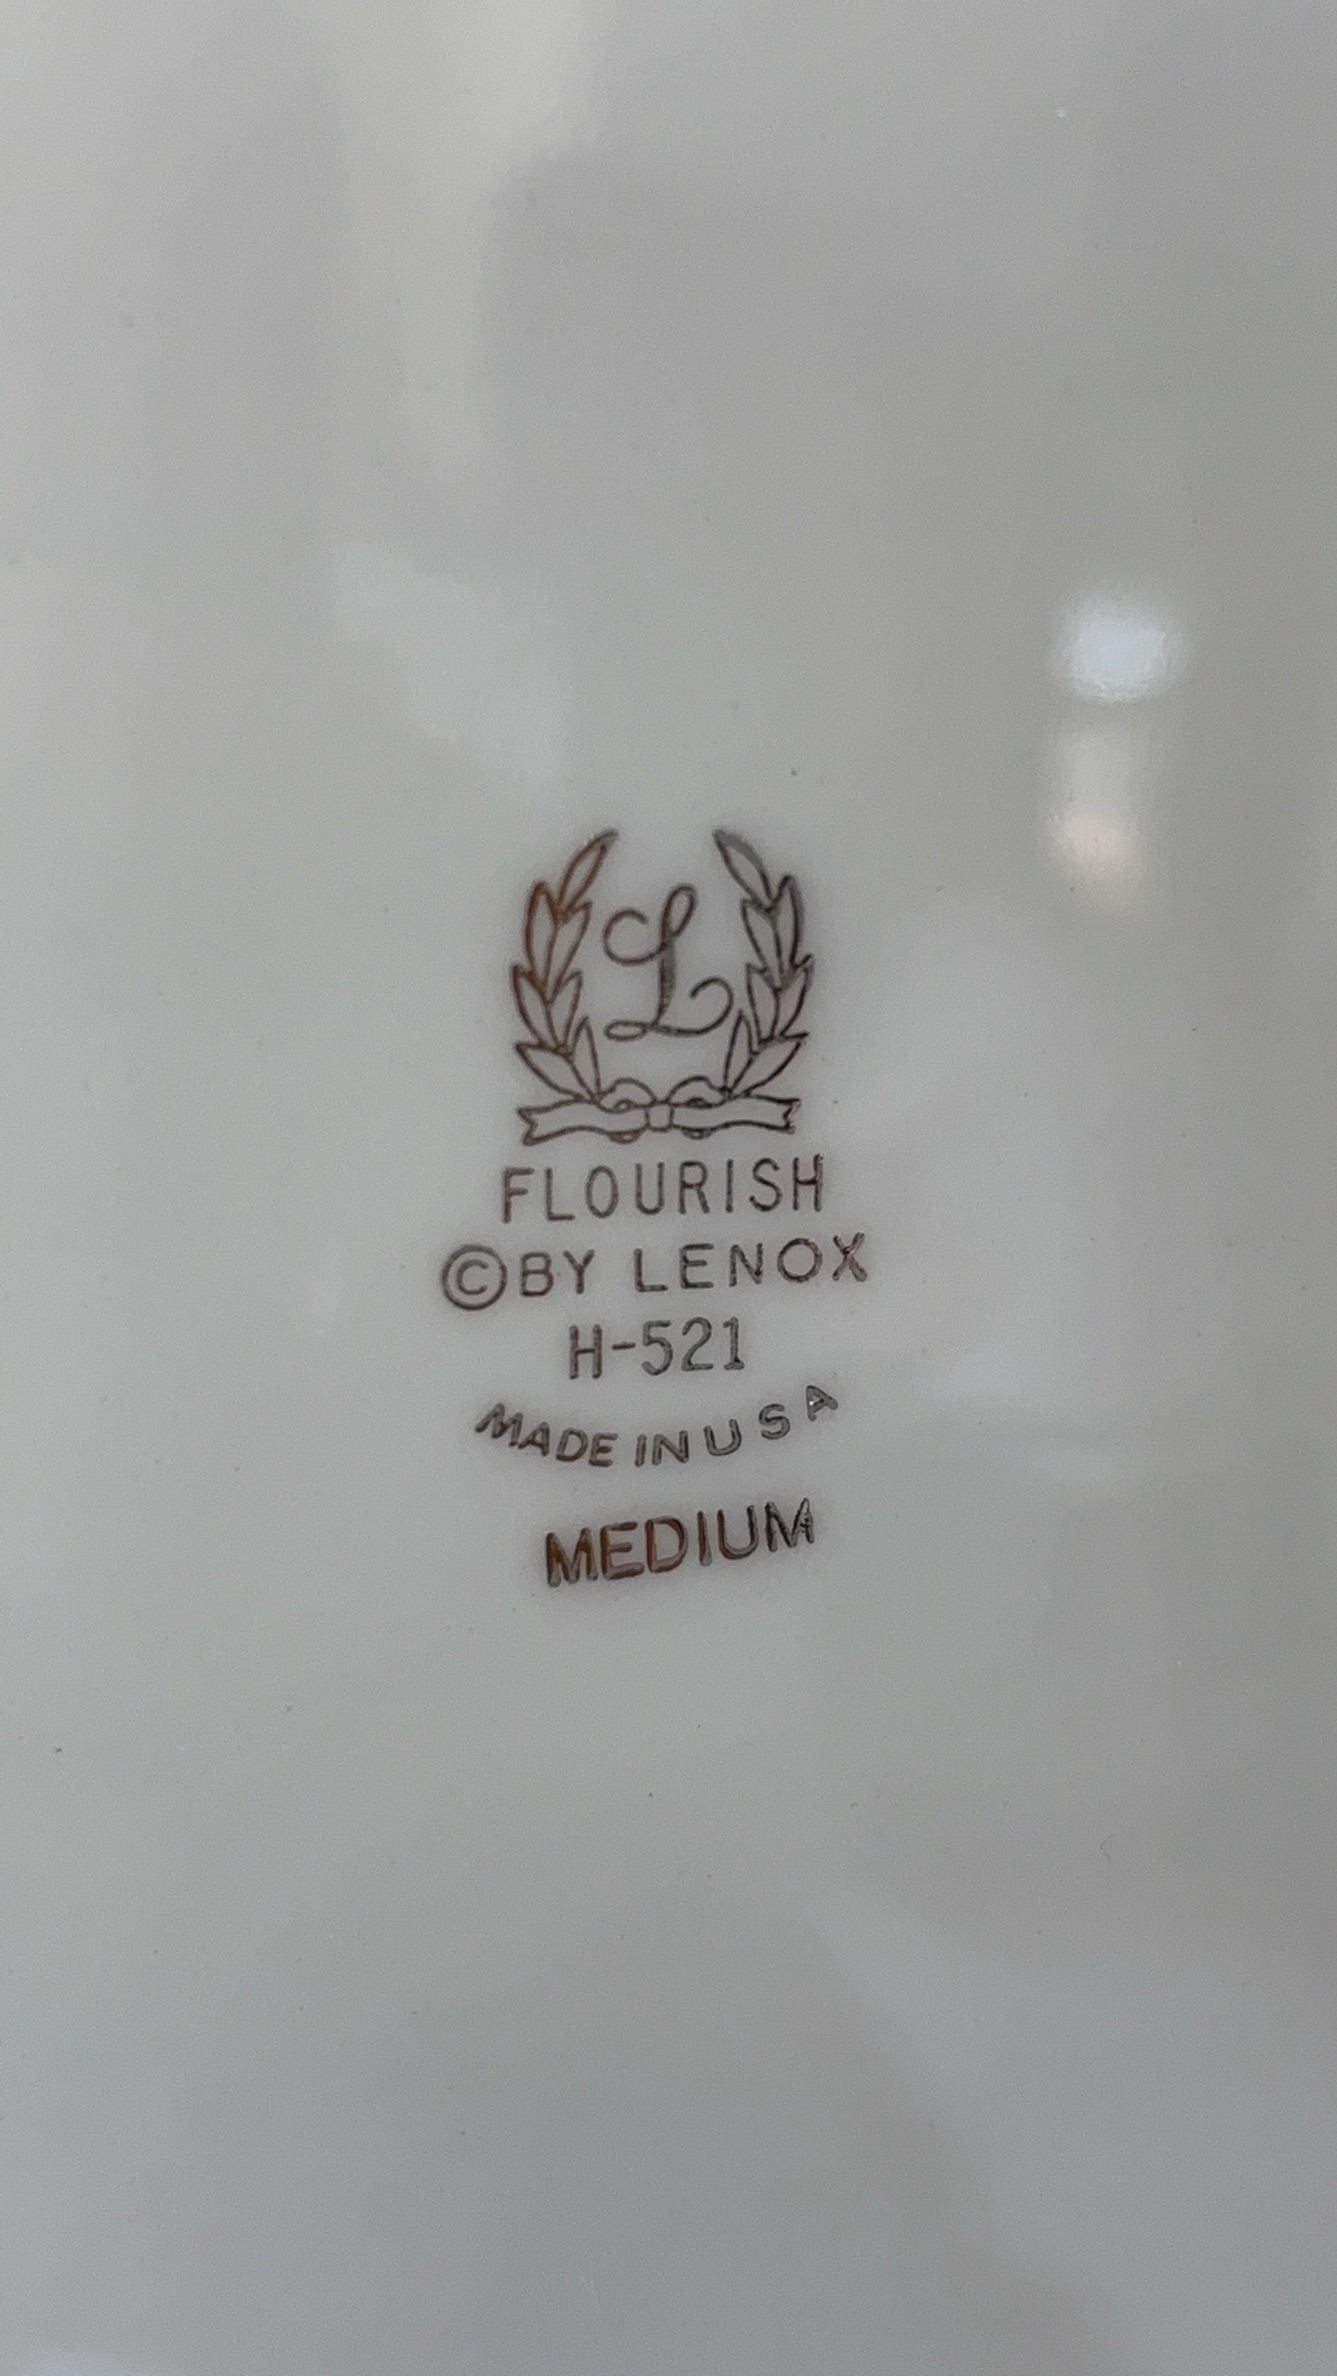 L
FLOURISH
©BY LENOX
H-521
MADE IN USA
MEDIUM